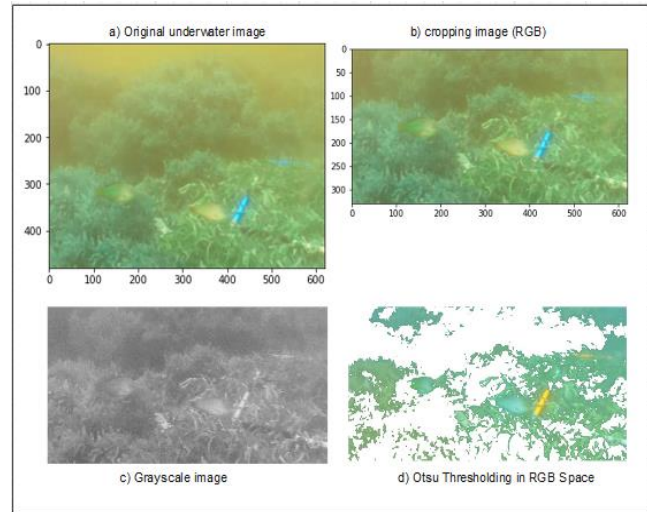 a) Original underwater image
b) cropping image (RGB)
0
100
200
300
400
0 100 200 300 400 500 600
0
50
100
150
200
250
300
0 100 200 300 400 500 600
c) Grayscale image
d) Otsu Thresholding in RGB Space